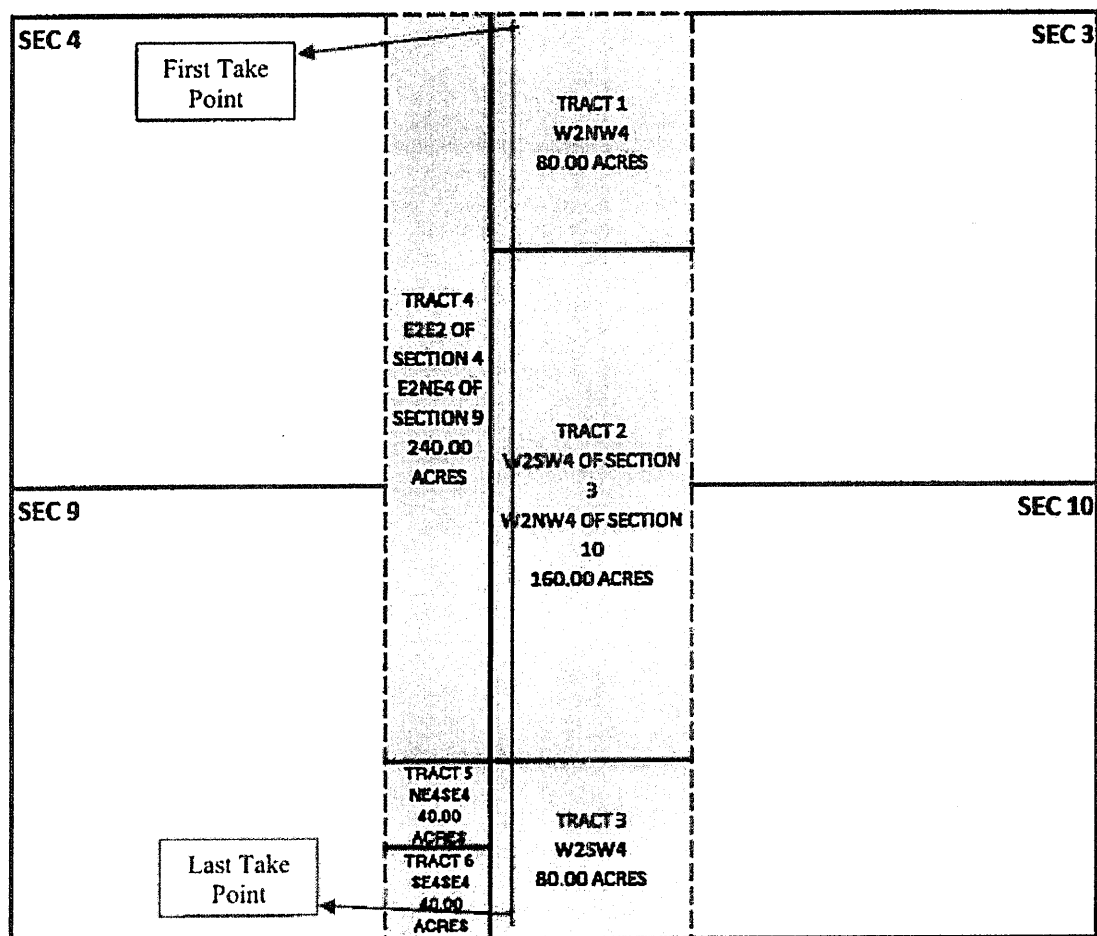 SEC 4
SEC 3
First Take
Point
TRACT 1
W2NW4
80.00 ACRES
TRACT 4
E2E2 OF
SECTION 4
E2NE4 OF
SECTION 9
240.00
ACRES
TRACT 2
W2SW4 OF SECTION
3
W2NW4 OF SECTION
10
160.00 ACRES
SEC 9
SEC 10
TRACT 5
NE4SE4
40.00
ACRES
TRACT 3
W2SW4
80.00 ACRES
Last Take
Point
TRACT 6
SE4SE4
40.00
ACRES